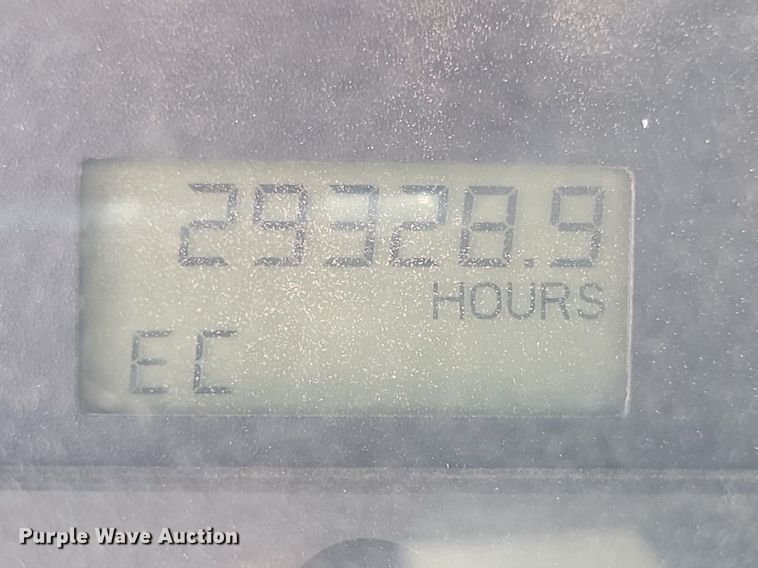 29328.9
HOURS
EC
Purple Wave Auction